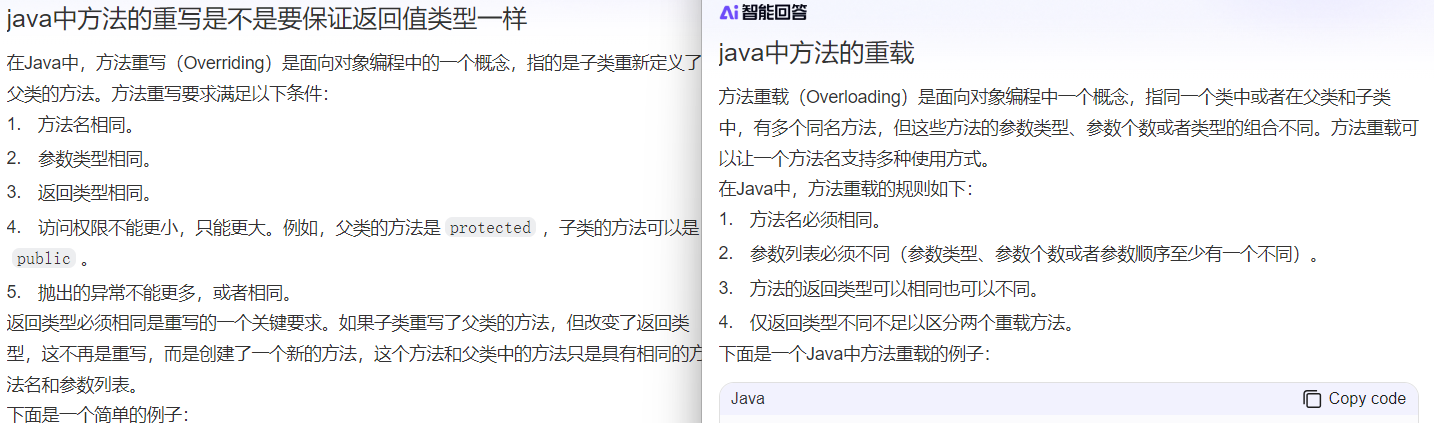 java中方法的重写是不是要保证返回值类型一样
在Java中，方法重写（Overriding）是面向对象编程中的一个概念，指的是子类重新定义了
父类的方法。方法重写要求满足以下条件：
1. 方法名相同。
2. 参数类型相同。
3. 返回类型相同。
4. 访问权限不能更小，只能更大。例如，父类的方法是 protected ，子类的方法可以是
public 。
5. 抛出的异常不能更多，或者相同。
返回类型必须相同是重写的一个关键要求。如果子类重写了父类的方法，但改变了返回类
型，这不再是重写，而是创建了一个新的方法，这个方法和父类中的方法只是具有相同的方
法名和参数列表。
下面是一个简单的例子：
Ai 智能回答
java中方法的重载
方法重载（Overloading）是面向对象编程中一个概念，指同一个类中或者在父类和子类
中，有多个同名方法，但这些方法的参数类型、参数个数或者类型的组合不同。方法重载可
以让一个方法名支持多种使用方式。
在Java中，方法重载的规则如下：
1. 方法名必须相同。
2. 参数列表必须不同（参数类型、参数个数或者参数顺序至少有一个不同）。
3. 方法的返回类型可以相同也可以不同。
4. 仅返回类型不同不足以区分两个重载方法。
下面是一个Java中方法重载的例子：
Java Copy code